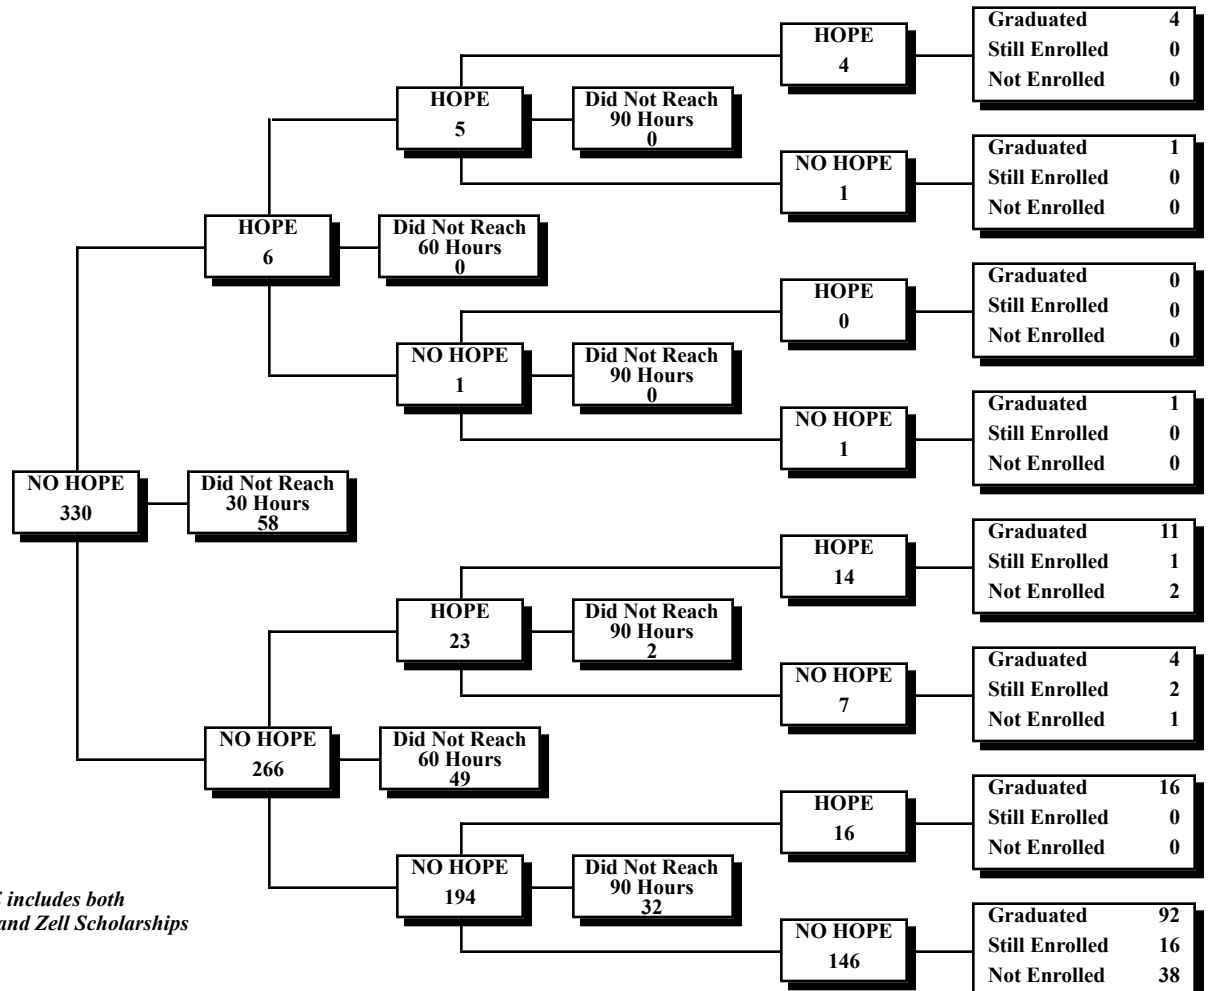 Graduated 4
HOPE
4
Still Enrolled 0
Not Enrolled 0
HOPE
5
Did Not Reach
90 Hours
0
Graduated 1
NO HOPE
1
Still Enrolled 0
Not Enrolled 0
HOPE
6
Did Not Reach
60 Hours
0
Graduated 0
HOPE
0
Still Enrolled 0
Not Enrolled 0
NO HOPE
1
Did Not Reach
90 Hours
0
Graduated 1
NO HOPE
1
Still Enrolled 0
Not Enrolled 0
NO HOPE
330
Did Not Reach
30 Hours
58
Graduated 11
HOPE
14
Still Enrolled 1
Not Enrolled 2
HOPE
23
Did Not Reach
90 Hours
2
Graduated 4
NO HOPE
7
Still Enrolled 2
Not Enrolled 1
NO HOPE
266
Did Not Reach
60 Hours
49
Graduated 16
HOPE
16
Still Enrolled 0
Not Enrolled 0
NO HOPE
194
Did Not Reach
90 Hours
32
Graduated 92
NO HOPE
146
Still Enrolled 16
Not Enrolled 38
includes both
and Zell Scholarships